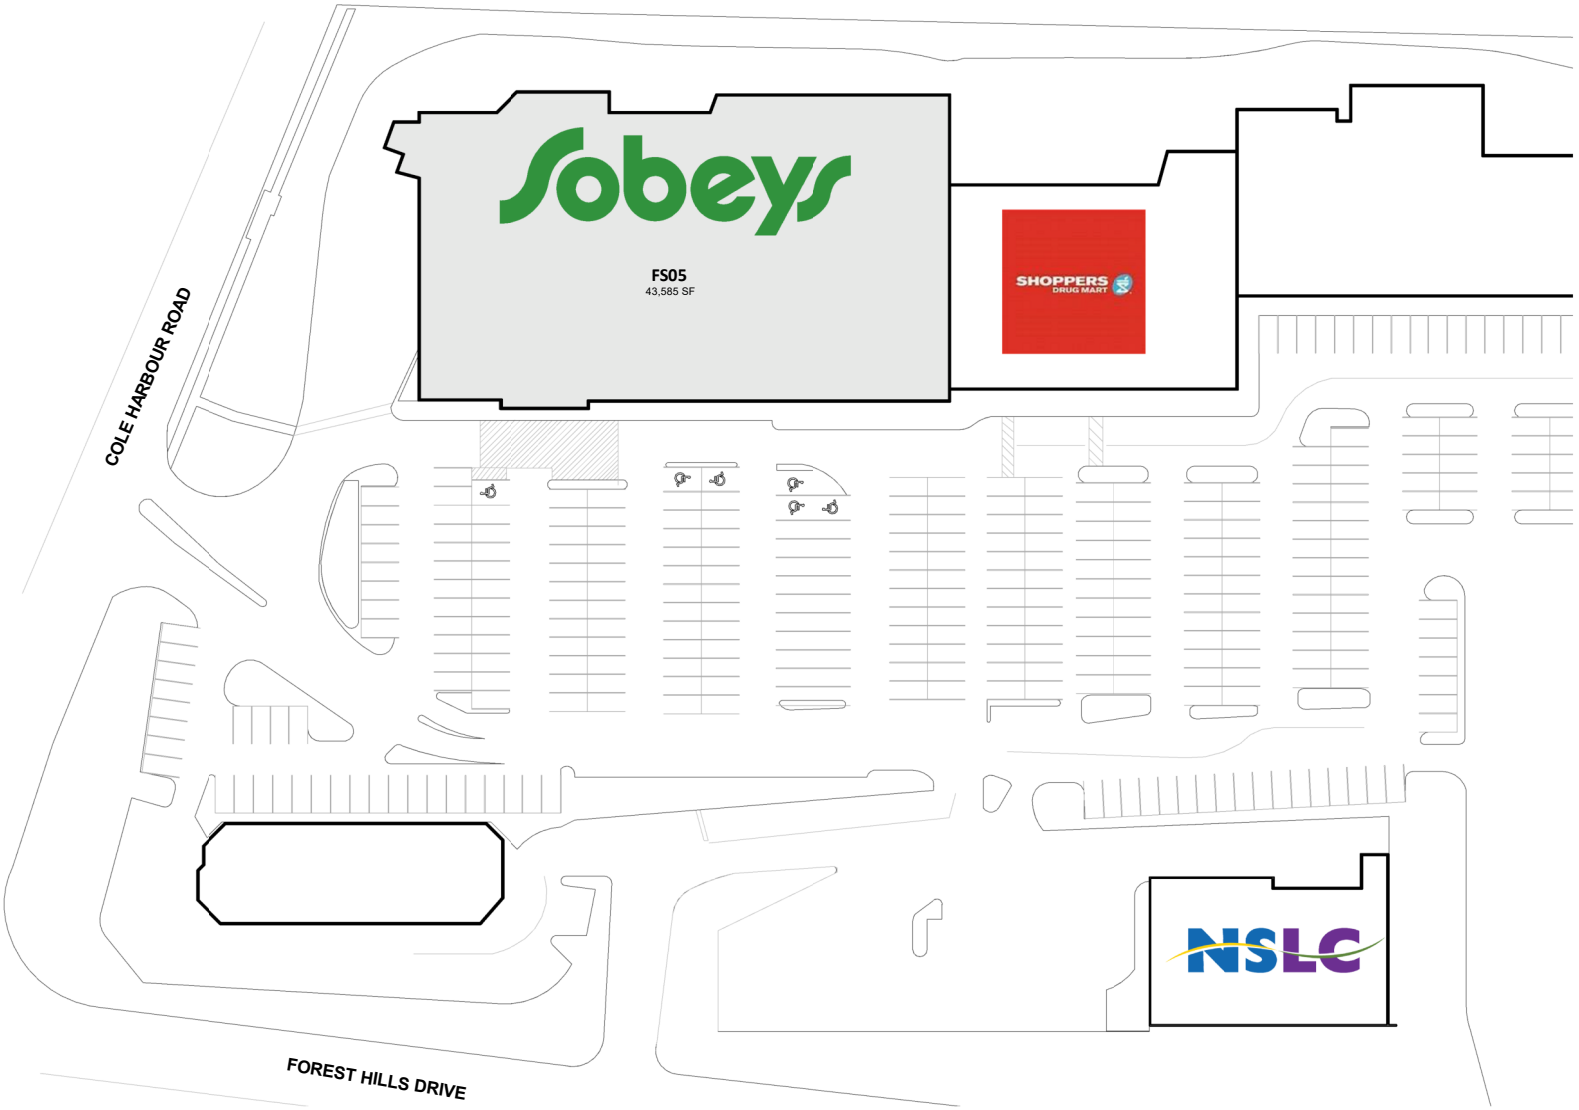 Sobeys
FS05
43,585 SF
SHOPPERS
DRUG MART
COLE HARBOUR ROAD
NSLC
FOREST HILLS DRIVE